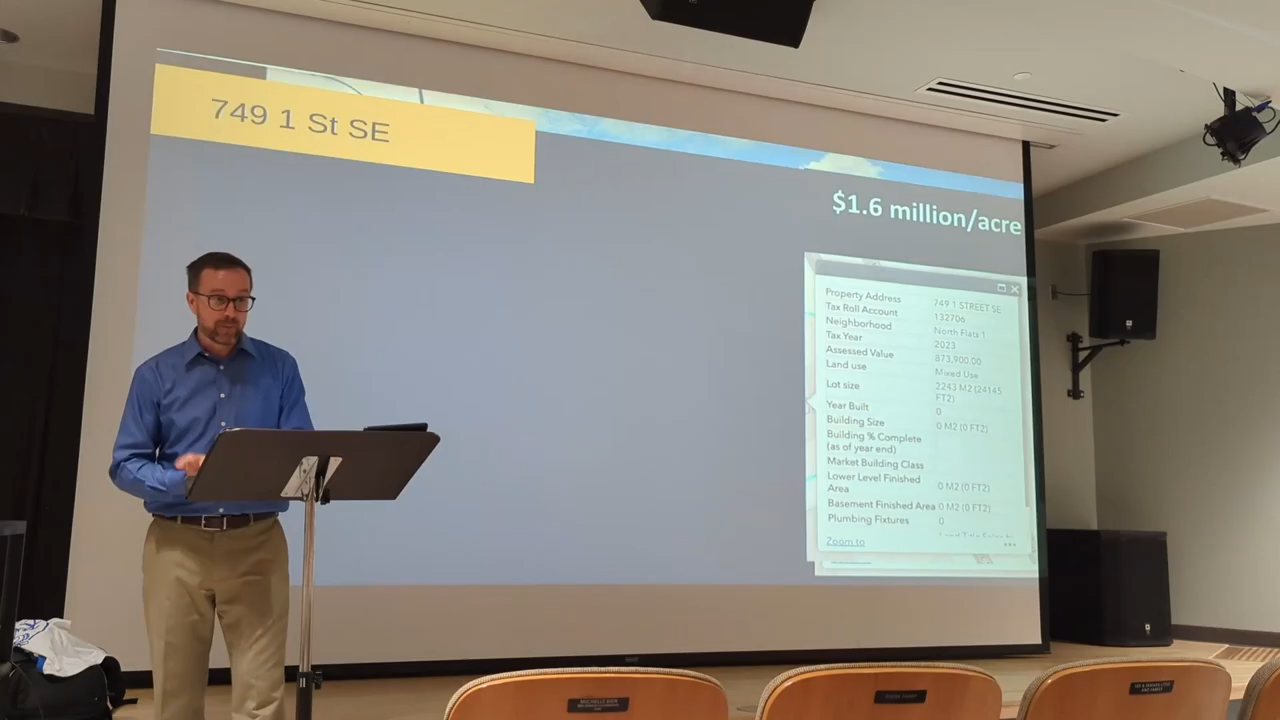 749 1 St SE
$1.6 million/acre
Property Address 749 1 STREET SE
Tax Roll Account 132706
Neighborhood North Flats 1
Tax Year 2023
Assessed Value 873,900.00
Land use Mixed Use
Lot size 2243 M2 (24145 FT2)
Year Built 0
Building Size 0 M2 (0 FT2)
Building % Complete (as of year end)
Market Building Class
Lower Level Finished Area 0 M2 (0 FT2)
Basement Finished Area 0 M2 (0 FT2)
Plumbing Fixtures 0
Zoom to